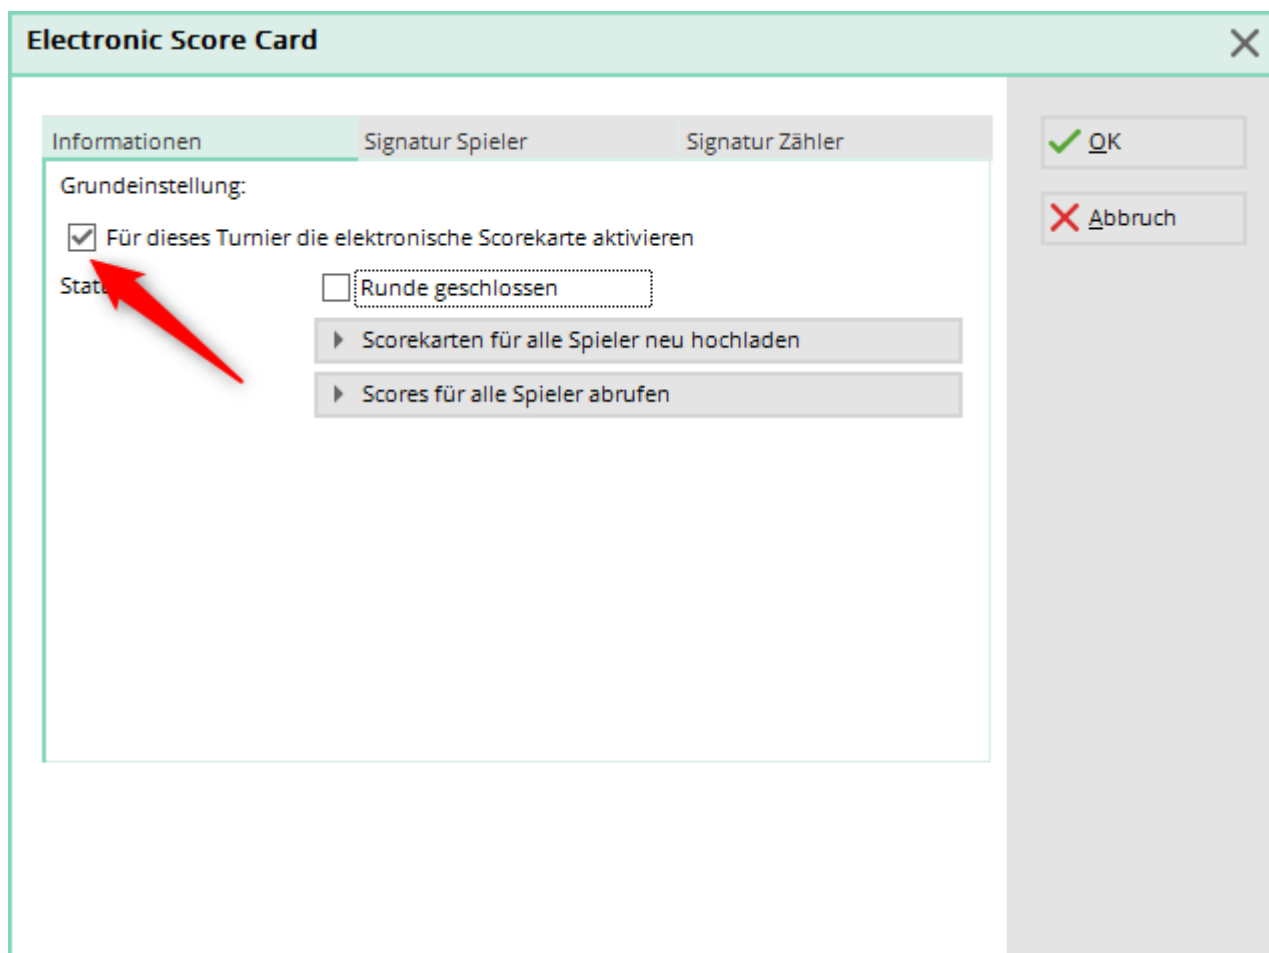 Electronic Score Card
Informationen Signatur Spieler Signatur Zähler
OK
Grundeinstellung:
Abbruch
Für dieses Turnier die elektronische Scorekarte aktivieren
Runde geschlossen
Scorekarten für alle Spieler neu hochladen
Scores für alle Spieler abrufen